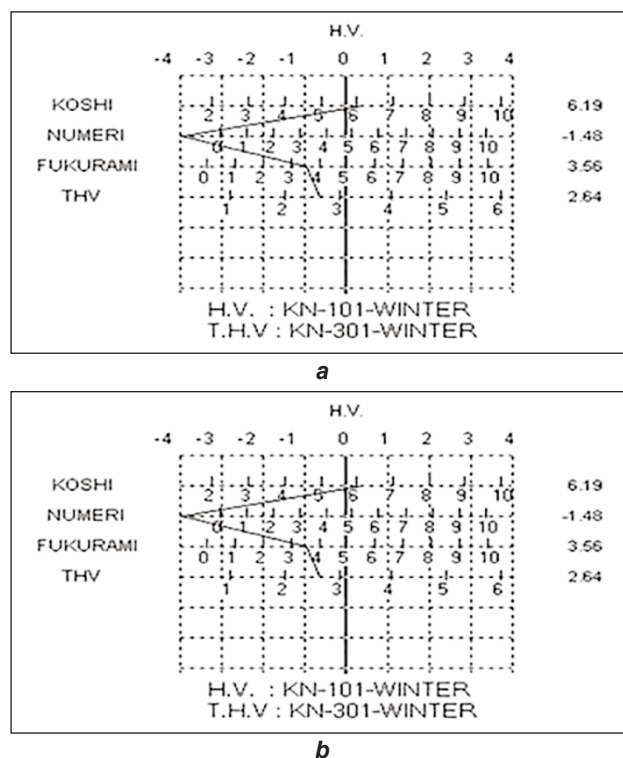 H.V.
-4 -3 -2 -1 0 1 2 3 4
KOSHI 6.19
2 3 4 5 6 7 8 9 10
NUMERI -1.48
0 1 2 3 4 5 6 7 8 9 10
FUKURAMI 3.56
0 1 2 3 4 5 6 7 8 9 10
THV 2.64
1 2 3 4 5 6
H.V. : KN-101-WINTER
T.H.V : KN-301-WINTER
a
H.V.
-4 -3 -2 -1 0 1 2 3 4
KOSHI 6.19
2 3 4 5 6 7 8 9 10
NUMERI -1.48
0 1 2 3 4 5 6 7 8 9 10
FUKURAMI 3.56
0 1 2 3 4 5 6 7 8 9 10
THV 2.64
1 2 3 4 5 6
H.V. : KN-101-WINTER
T.H.V : KN-301-WINTER
b